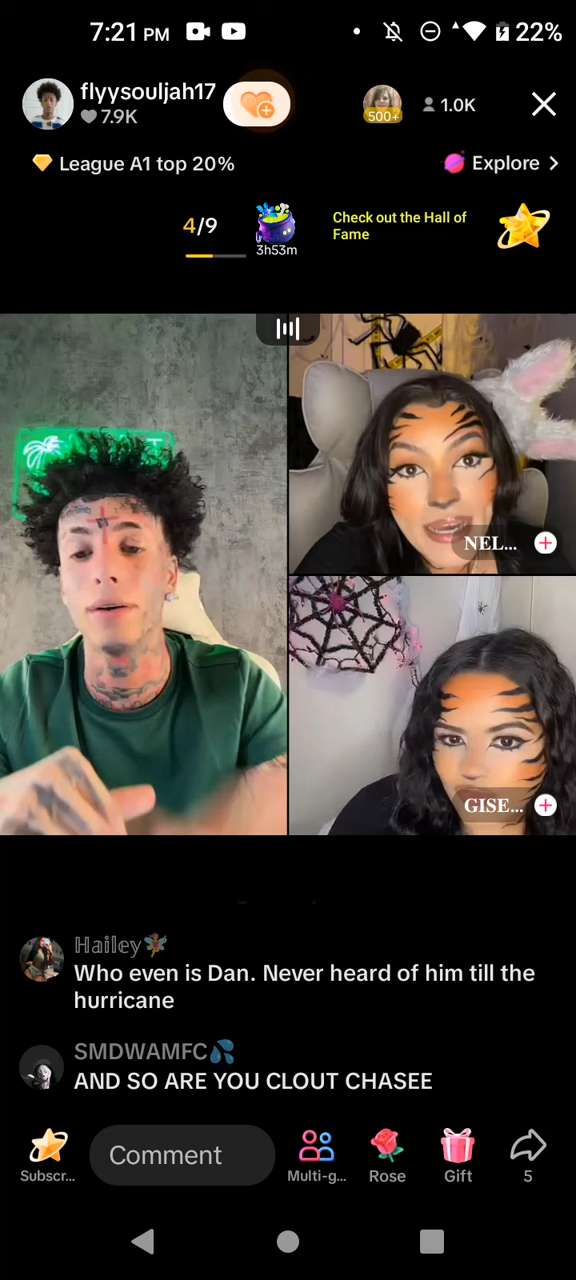 7:21 PM
22%
flyysouljah17
7.9K
500+
1.0K
League A1 top 20%
Explore >
4/9
3h53m
Check out the Hall of
Fame
NEL...
GISE...
Hailey🧚
Who even is Dan. Never heard of him till the
hurricane
SMDWAMFC💦
AND SO ARE YOU CLOUT CHASEE
Comment
Subscr...
Multi-g...
Rose
Gift
5